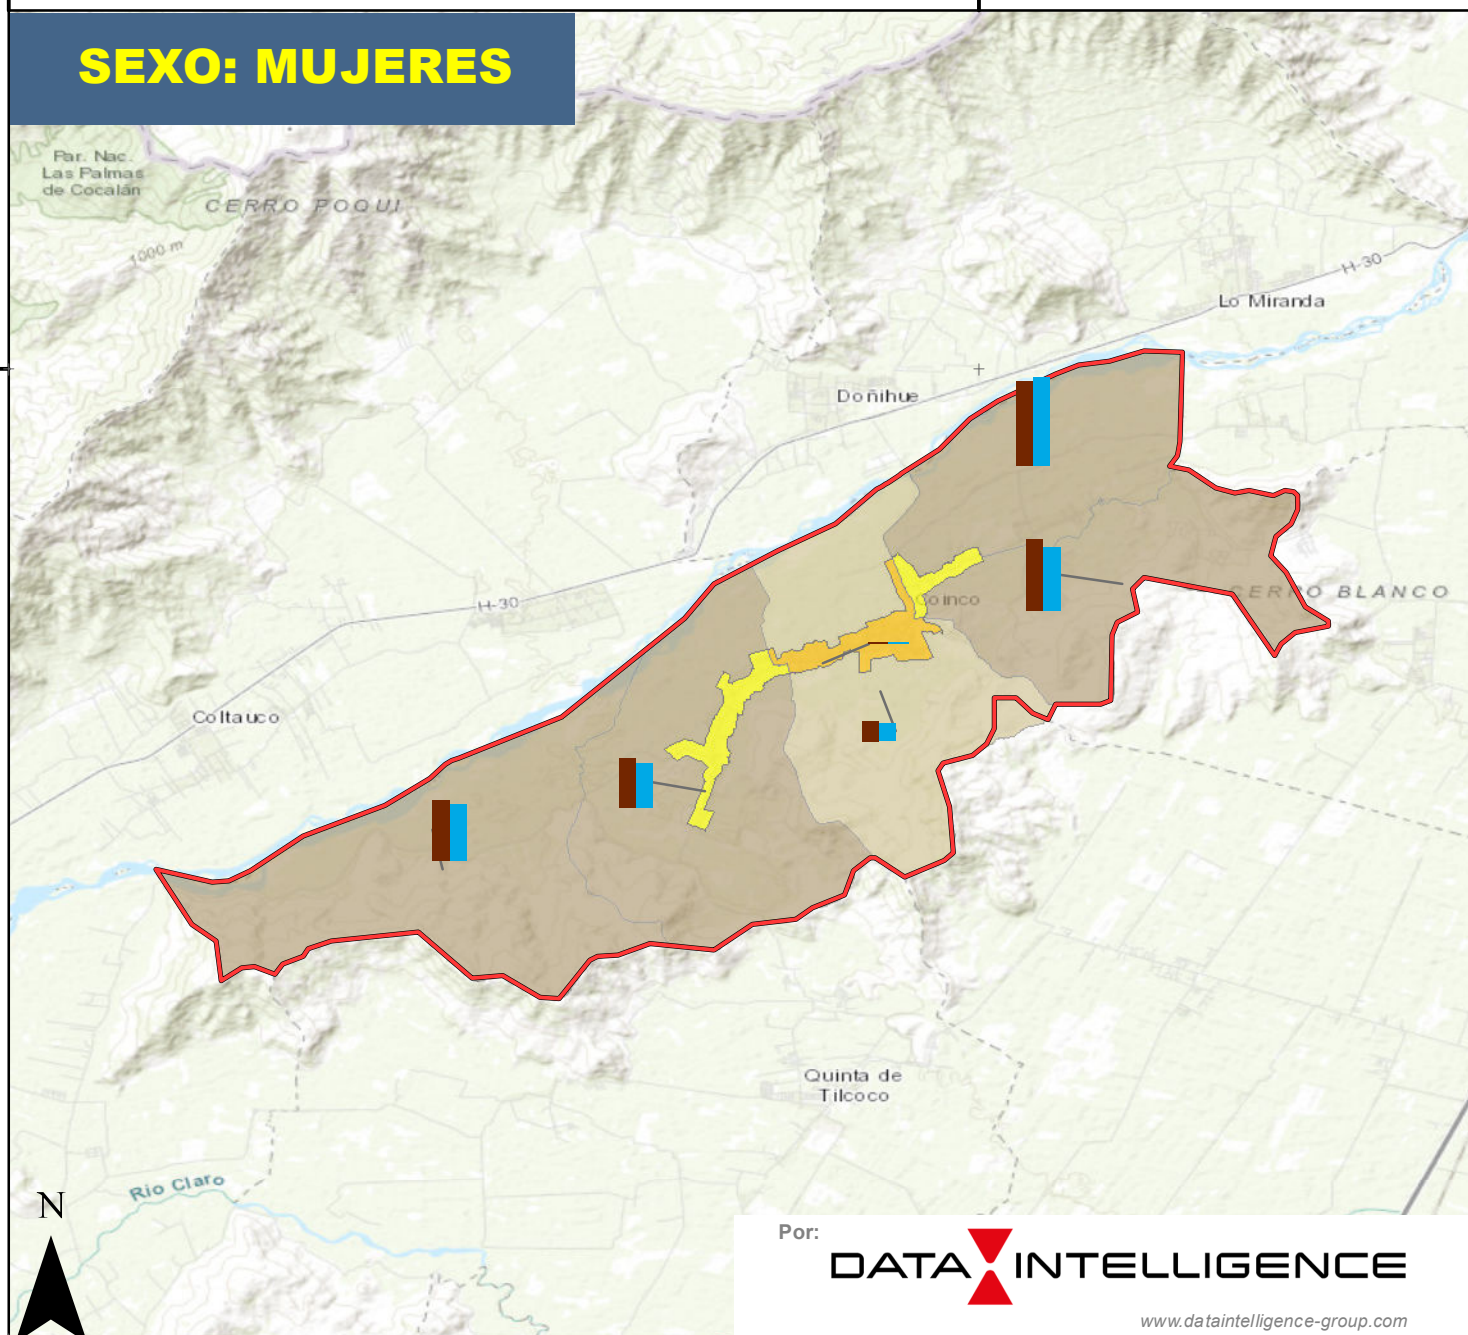 SEXO: MUJERES
Par. Nac.
Las Palmas
de Cocalán
CERRO POQUI
1000 m
H-30
Lo Miranda
Doñihue
CERRO BLANCO
Coinco
H-30
Coltauco
Quinta de
Tilcoco
Rio Claro
N
Por:
DATA INTELLIGENCE
www.dataintelligence-group.com